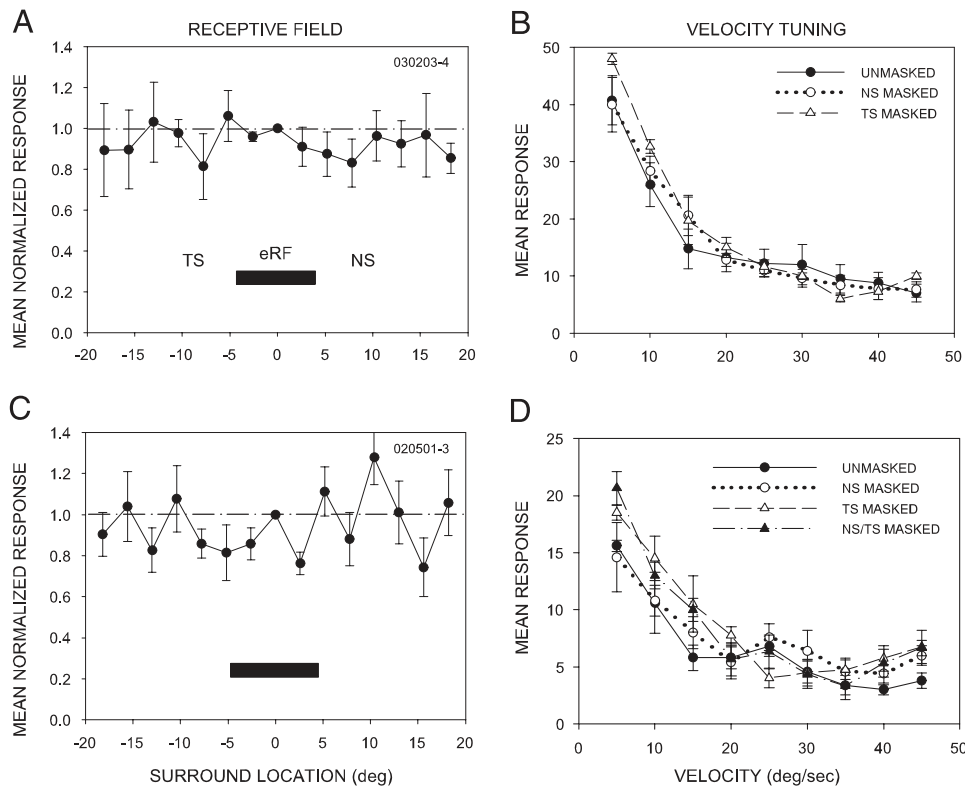 A
RECEPTIVE FIELD
MEAN NORMALIZED RESPONSE
1.4
1.2
1.0
0.8
0.6
0.4
0.2
0.0
030203-4
TS
eRF
NS
-20 -15 -10 -5 0 5 10 15 20
B
VELOCITY TUNING
MEAN RESPONSE
50
40
30
20
10
0
UNMASKED
NS MASKED
TS MASKED
0 10 20 30 40 50
C
MEAN NORMALIZED RESPONSE
1.4
1.2
1.0
0.8
0.6
0.4
0.2
0.0
020501-3
-20 -15 -10 -5 0 5 10 15 20
SURROUND LOCATION (deg)
D
MEAN RESPONSE
25
20
15
10
5
0
UNMASKED
NS MASKED
TS MASKED
NS/TS MASKED
0 10 20 30 40 50
VELOCITY (deg/sec)